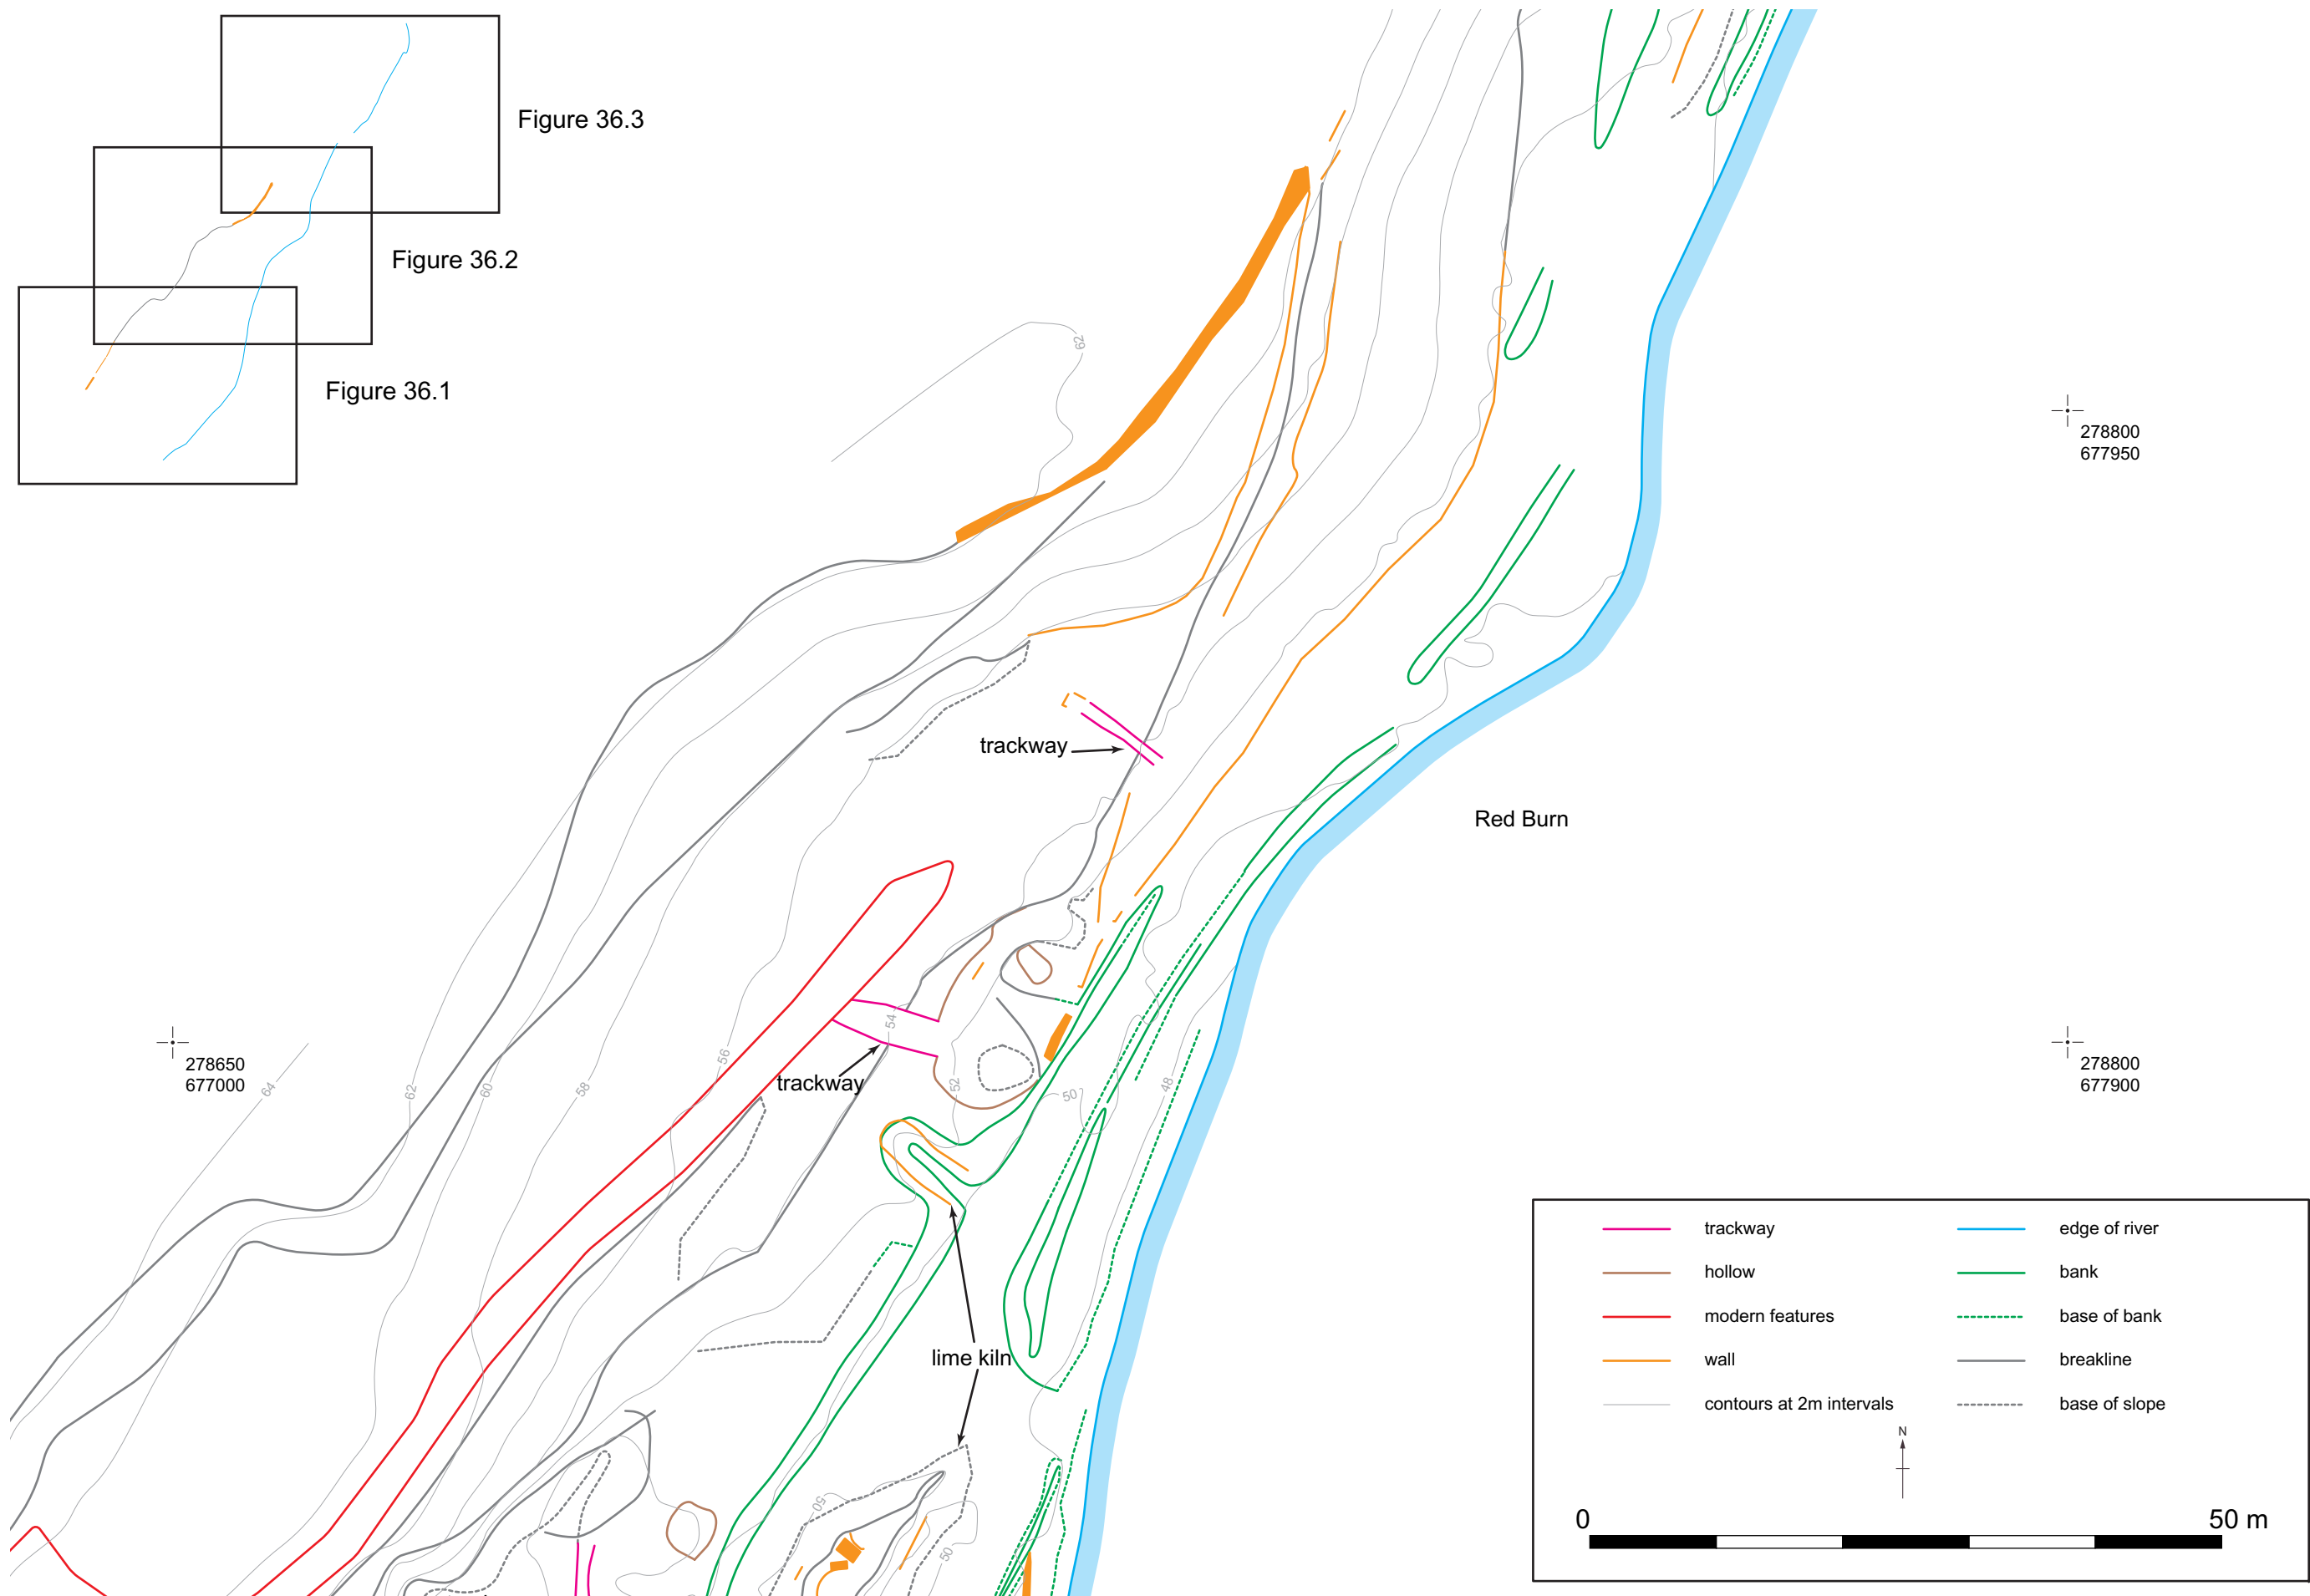 Figure 36.3
Figure 36.2
Figure 36.1
62
278800
677950
trackway
Red Burn
278650
677000
64
62
60
58
56
54
trackway
52
50
48
278800
677900
lime kiln
50
50
trackway
hollow
modern features
wall
contours at 2m intervals
edge of river
bank
base of bank
breakline
base of slope
N
0
50 m